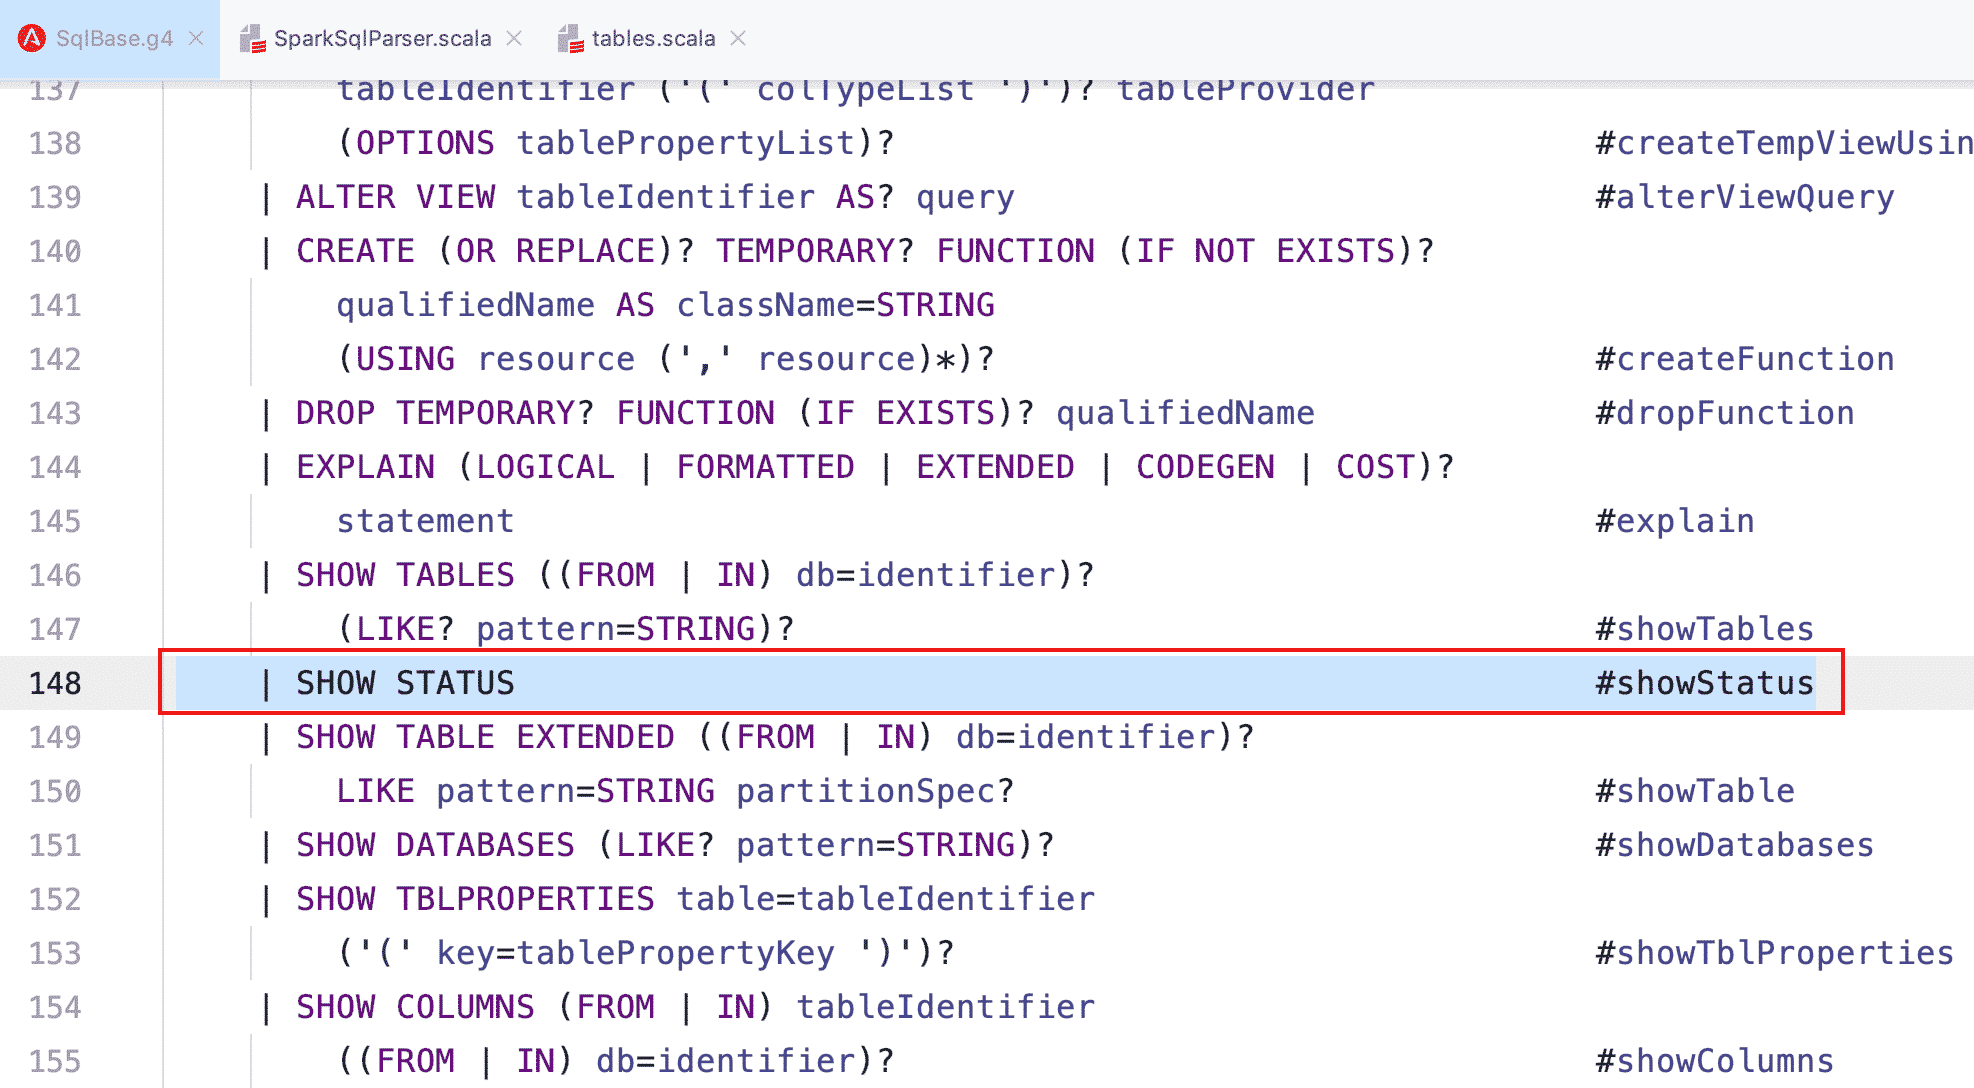 SqlBase.g4 SparkSqlParser.scala tables.scala
137 tableIdentifier ('(' colTypeList ')')? tableProvider
138 (OPTIONS tablePropertyList)? #createTempViewUsin
139 | ALTER VIEW tableIdentifier AS? query #alterViewQuery
140 | CREATE (OR REPLACE)? TEMPORARY? FUNCTION (IF NOT EXISTS)?
141 qualifiedName AS className=STRING
142 (USING resource (',' resource)*)? #createFunction
143 | DROP TEMPORARY? FUNCTION (IF EXISTS)? qualifiedName #dropFunction
144 | EXPLAIN (LOGICAL | FORMATTED | EXTENDED | CODEGEN | COST)?
145 statement #explain
146 | SHOW TABLES ((FROM | IN) db=identifier)?
147 (LIKE? pattern=STRING)? #showTables
148 | SHOW STATUS #showStatus
149 | SHOW TABLE EXTENDED ((FROM | IN) db=identifier)?
150 LIKE pattern=STRING partitionSpec? #showTable
151 | SHOW DATABASES (LIKE? pattern=STRING)? #showDatabases
152 | SHOW TBLPROPERTIES table=tableIdentifier
153 ('(' key=tablePropertyKey ')')? #showTblProperties
154 | SHOW COLUMNS (FROM | IN) tableIdentifier
155 ((FROM | IN) db=identifier)? #showColumns